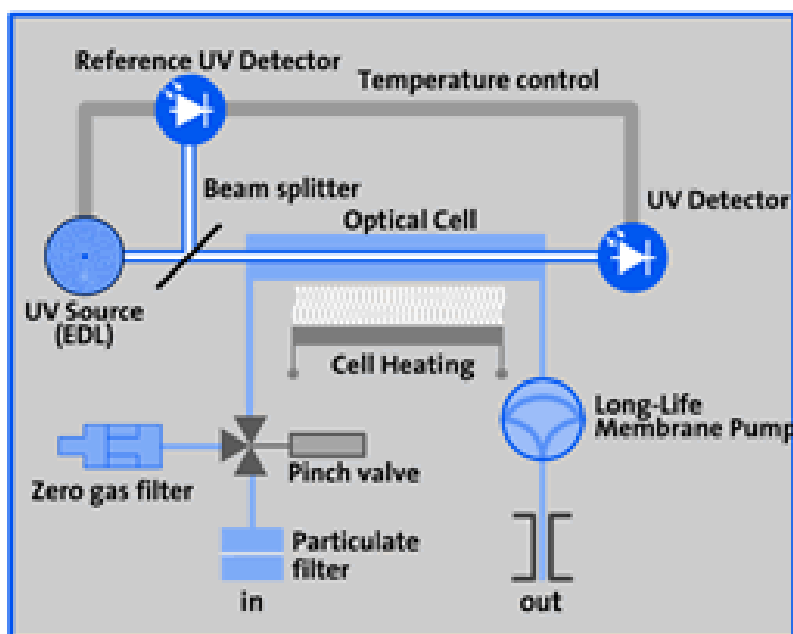 Reference UV Detector
Temperature control
Beam splitter
UV Detector
Optical Cell
UV Source
(EDL)
Cell Heating
Long-Life
Membrane Pump
Zero gas filter
Pinch valve
Particulate
filter
in
out